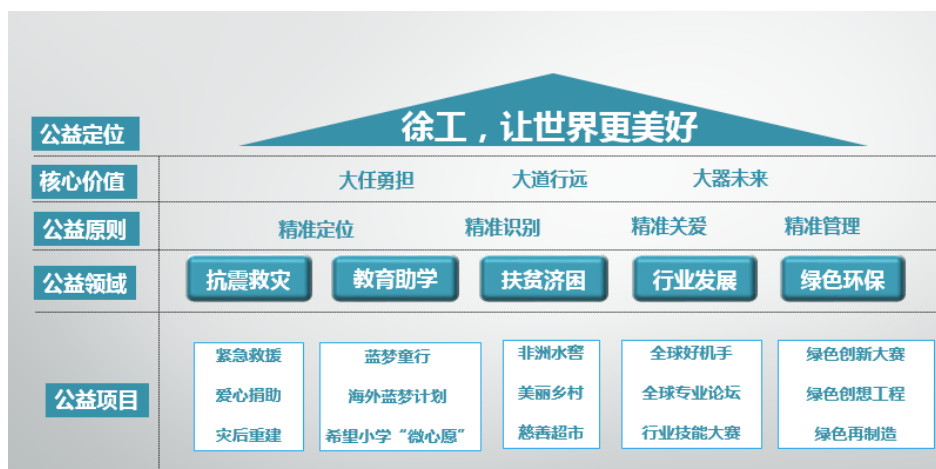 公益定位
徐工，让世界更美好
核心价值
大任勇担 大道行远 大器未来
公益原则
精准定位 精准识别 精准关爱 精准管理
公益领域
抗震救灾 教育助学 扶贫济困 行业发展 绿色环保
公益项目
紧急救援
爱心捐助
灾后重建
蓝梦童行
海外蓝梦计划
希望小学“微心愿”
非洲水窖
美丽乡村
慈善超市
全球好机手
全球专业论坛
行业技能大赛
绿色创新大赛
绿色创想工程
绿色再制造